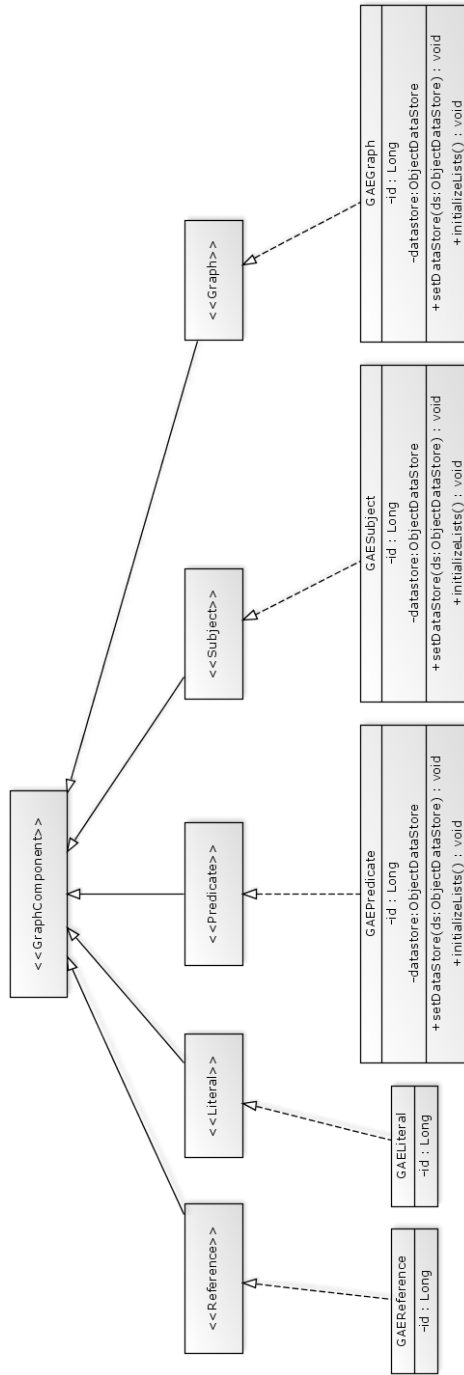 <<GraphComponent>>
<<Reference>>
<<Literal>>
<<Predicate>>
<<Subject>>
<<Graph>>
GAEReference
-id : Long
GAELiteral
-id : Long
GAEPredicate
-id : Long
-datastore:ObjectDataStore
+setDataStore(ds:ObjectDataStore) : void
+initializeLists() : void
GAESubject
-id : Long
-datastore:ObjectDataStore
+setDataStore(ds:ObjectDataStore) : void
+initializeLists() : void
GAEGraph
-id : Long
-datastore:ObjectDataStore
+setDataStore(ds:ObjectDataStore) : void
+initializeLists() : void